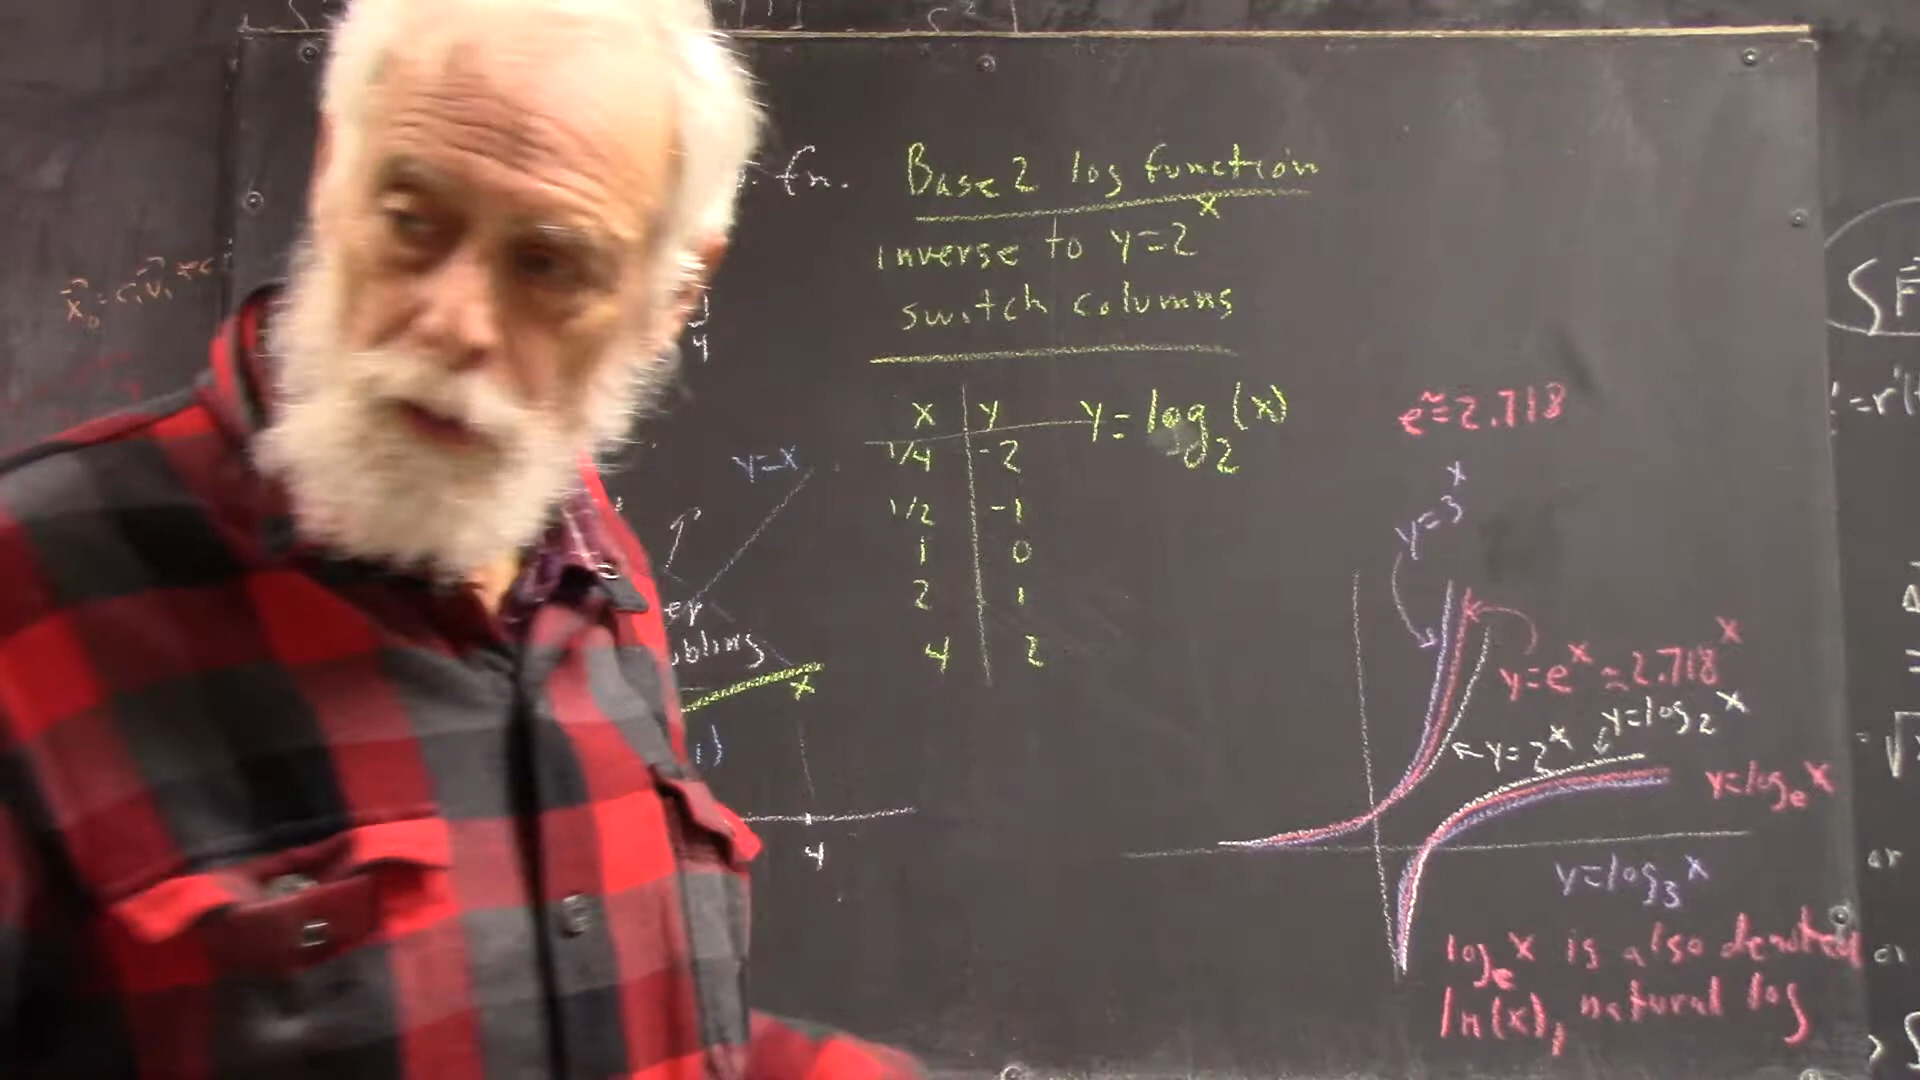 fn.
Base 2 log function
inverse to y=2^x
switch columns
x y y=log_2(x)
1/4 -2
1/2 -1
1 0
2 1
4 2
4
y=x
x
4
e≈2.718
y=3^x
y=e^x≈2.718^x
y=log_2 x
y=2^x
y=log_e x
y=log_3 x
log_e x is also denoted
ln(x), natural log
or